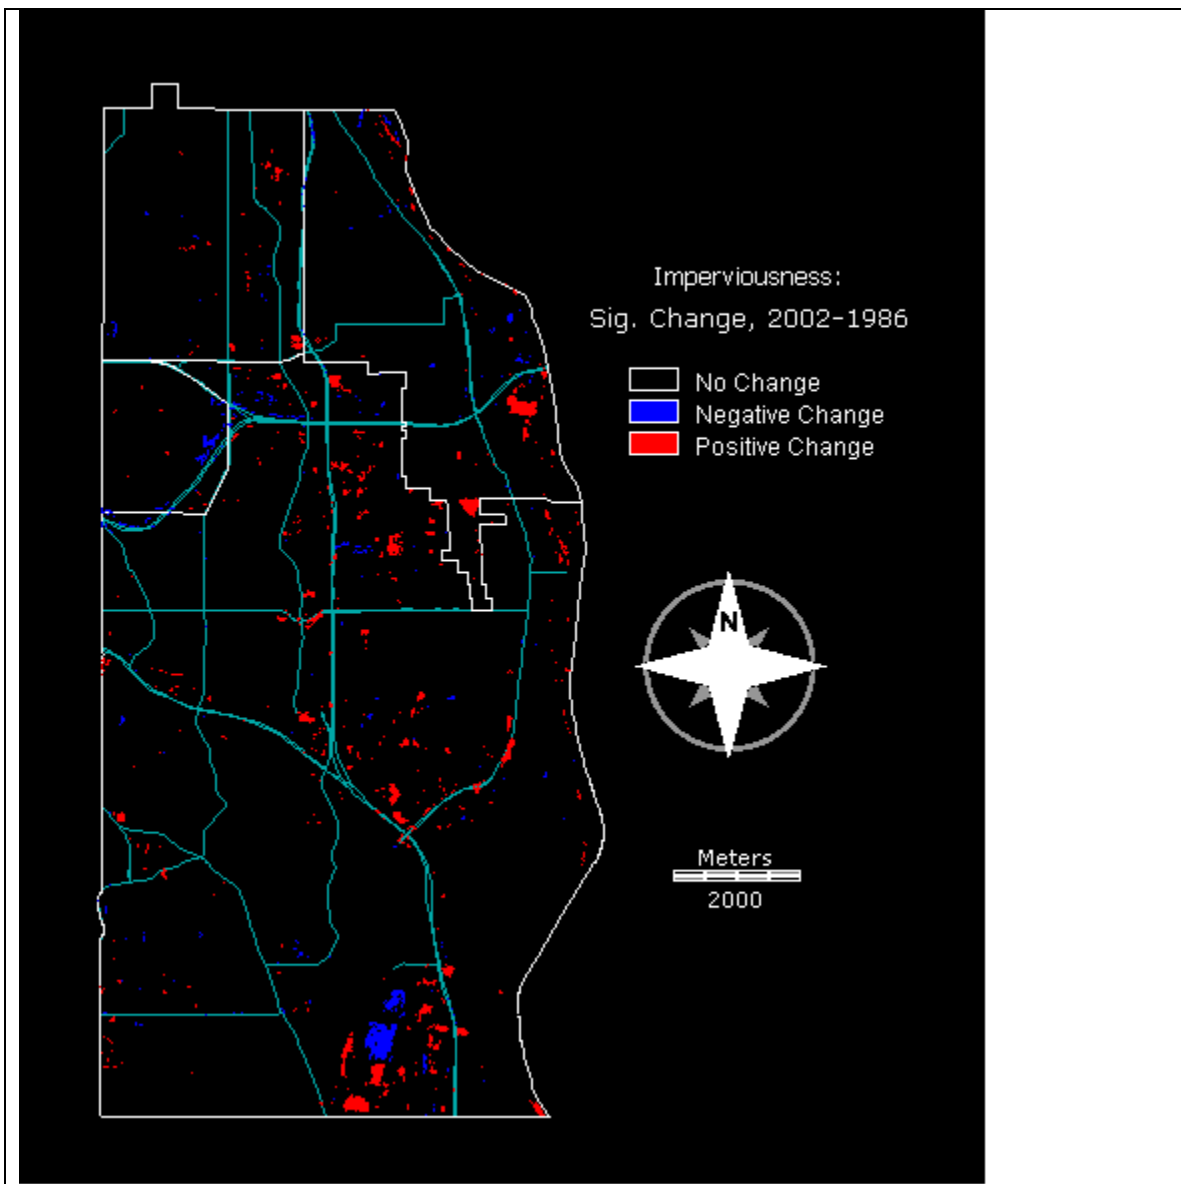 Imperviousness:
Sig. Change, 2002-1986
No Change
Negative Change
Positive Change
N
Meters
2000